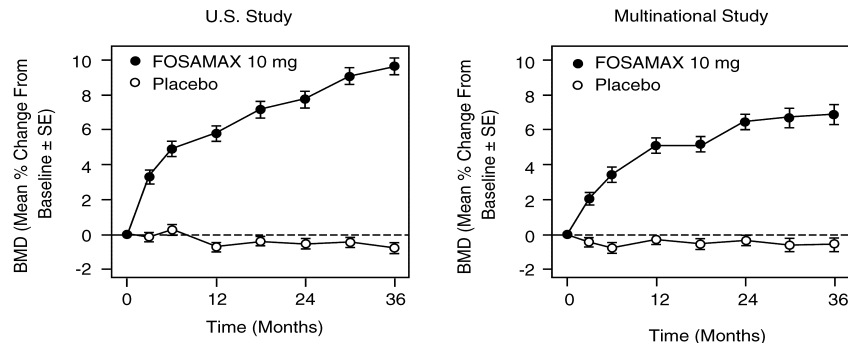 U.S. Study
BMD (Mean % Change From
Baseline ± SE)
10
8
6
4
2
0
-2
FOSAMAX 10 mg
Placebo
0
12
24
36
Time (Months)
Multinational Study
BMD (Mean % Change From
Baseline ± SE)
10
8
6
4
2
0
-2
FOSAMAX 10 mg
Placebo
0
12
24
36
Time (Months)